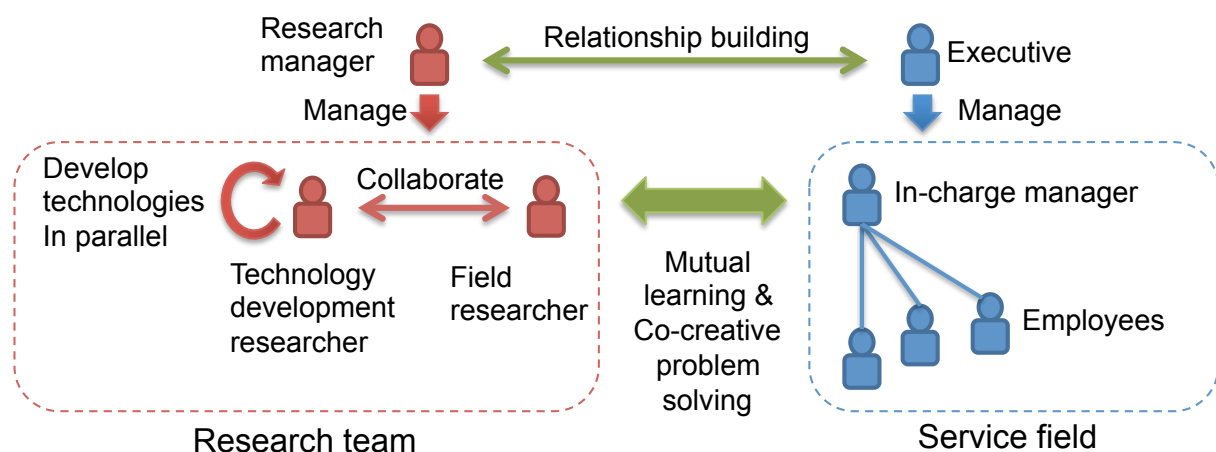 Research
manager
Relationship building
Executive
Manage
Manage
Develop
technologies
In parallel
Collaborate
Technology
development
researcher
Field
researcher
Mutual
learning &
Co-creative
problem
solving
In-charge manager
Employees
Research team
Service field